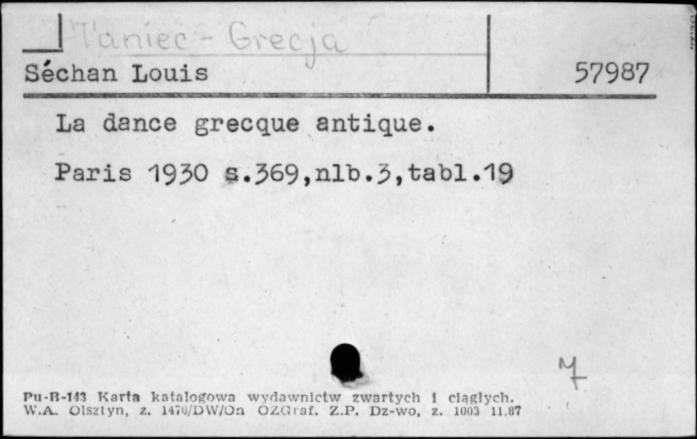 Taniec - Grecja
Séchan Louis 57987
La dance grecque antique.
Paris 1930 s.369,nlb.3,tabl.19
Pu-B-143 Karta katalogowa wydawnictw zwartych i ciągłych.
W.A. Olsztyn, z. 1470/DW/On OZGraf. Z.P. Dz-wo, z. 1003 11.87